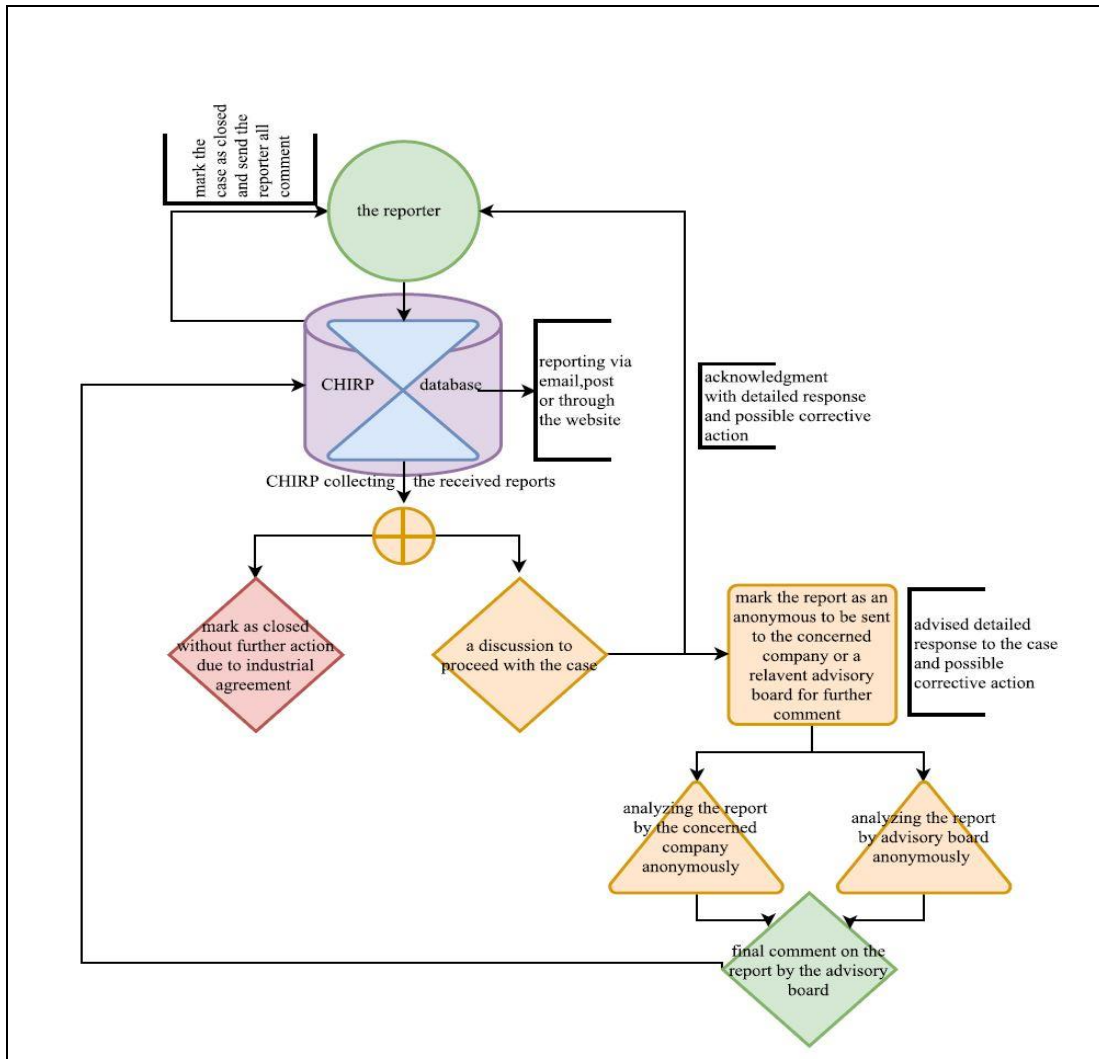 mark the
case as closed
and send the
reporter all
comment
the reporter
CHIRP database
reporting via
email,post
or through
the website
acknowledgment
with detailed response
and possible corrective
action
CHIRP collecting the received reports
mark as closed
without further action
due to industrial
agreement
a discussion to
proceed with the case
mark the report as an
anonymous to be sent
to the concerned
company or a
relavent advisory
board for further
comment
advised detailed
response to the case
and possible
corrective action
analyzing the report
by the concerned
company
anonymously
analyzing the report
by advisory board
anonymously
final comment on the
report by the advisory
board